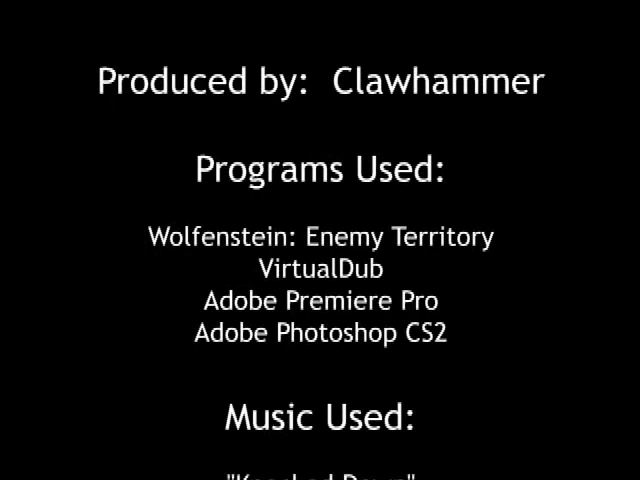 Produced by:  Clawhammer
Programs Used:
Wolfenstein: Enemy Territory
VirtualDub
Adobe Premiere Pro
Adobe Photoshop CS2
Music Used: